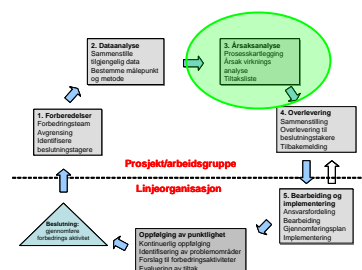 2. Dataanalyse
Sammenstille
tilgjengelig data
Bestemme målepunkt
og metode
3. Årsaksanalyse
Prosesskartlegging
Årsak virknings
analyse
Tiltaksliste
1. Forberedelser
Forbedringsteam
Avgrensing
Identifisere
beslutningstagere
4. Overlevering
Sammenstilling
Overlevering til
beslutningstakere
Tilbakemelding
Prosjekt/arbeidsgruppe
Linjeorganisasjon
5. Bearbeiding og
implementering
Ansvarsfordeling
Bearbeiding
Gjennomføringsplan
Implementering
Beslutning:
gjennomføre
forbedrings aktivitet
Oppfølging av punktlighet
Kontinuerlig oppfølging
Identifisering av problemområder
Forslag til forbedringsaktiviteter
Evaluering av tiltak